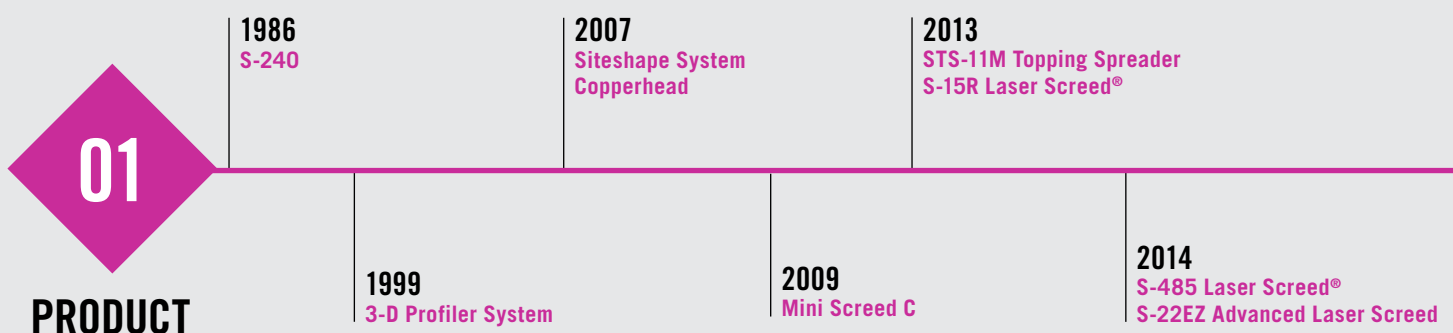 01
PRODUCT
1986
S-240
1999
3-D Profiler System
2007
Siteshape System
Copperhead
2009
Mini Screed C
2013
STS-11M Topping Spreader
S-15R Laser Screed®
2014
S-485 Laser Screed®
S-22EZ Advanced Laser Screed